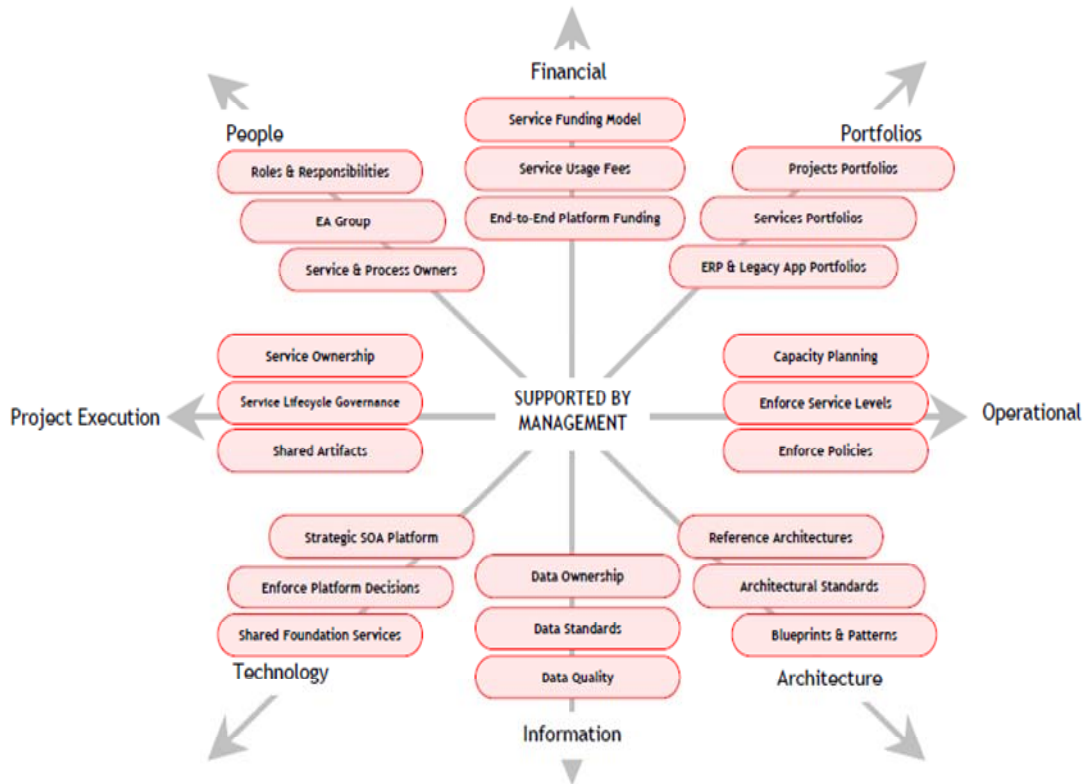 Financial
Service Funding Model
Service Usage Fees
End-to-End Platform Funding
People
Roles & Responsibilities
EA Group
Service & Process Owners
Portfolios
Projects Portfolios
Services Portfolios
ERP & Legacy App Portfolios
Project Execution
Service Ownership
Service Lifecycle Governance
Shared Artifacts
SUPPORTED BY
MANAGEMENT
Capacity Planning
Enforce Service Levels
Enforce Policies
Operational
Strategic SOA Platform
Enforce Platform Decisions
Shared Foundation Services
Technology
Data Ownership
Data Standards
Data Quality
Information
Reference Architectures
Architectural Standards
Blueprints & Patterns
Architecture